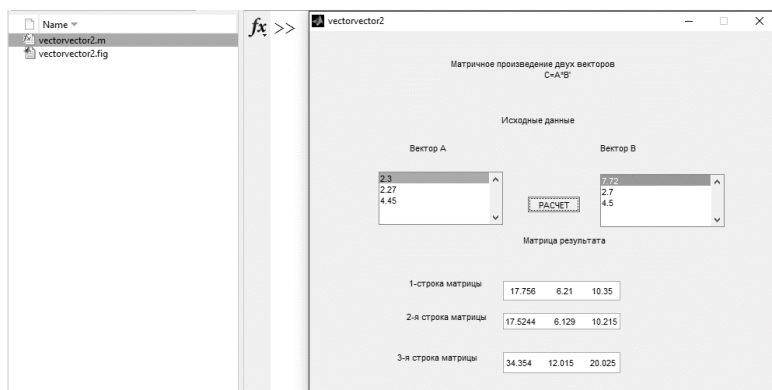 Name
vectorvector2.m
vectorvector2.fig
fx >>
vectorvector2
Матричное произведение двух векторов
C=A*B'
Исходные данные
Вектор A
Вектор B
2.3
2.27
4.45
7.72
2.7
4.5
РАСЧЕТ
Матрица результата
1-строка матрицы
17.756 6.21 10.35
2-я строка матрицы
17.5244 6.129 10.215
3-я строка матрицы
34.354 12.015 20.025